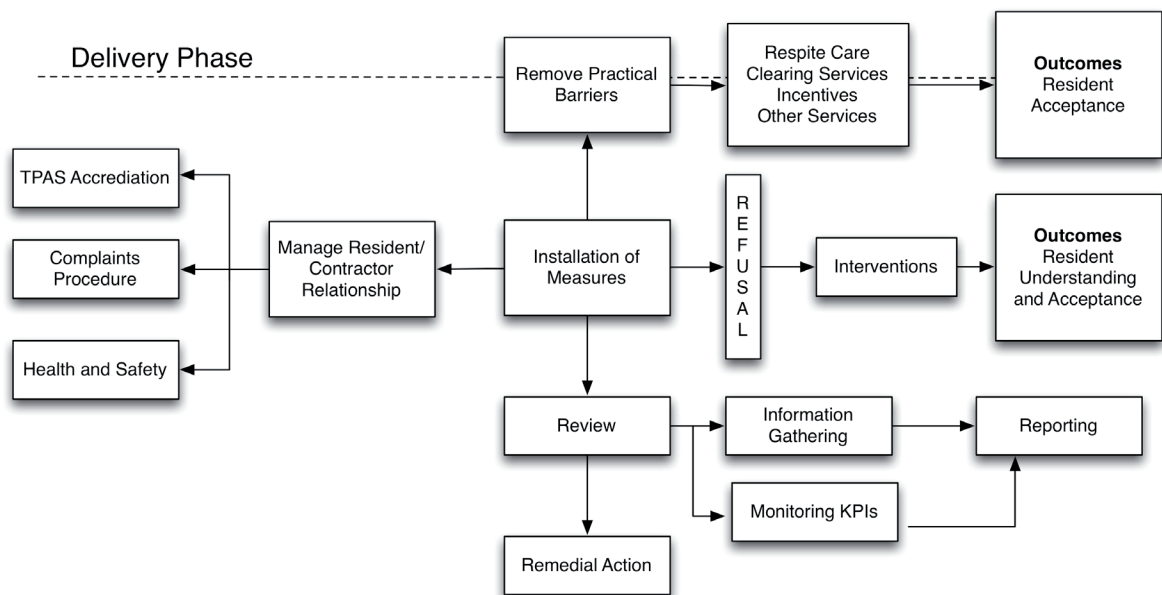 Delivery Phase
Remove Practical
Barriers
Respite Care
Clearing Services
Incentives
Other Services
Outcomes
Resident
Acceptance
TPAS Accrediation
Complaints
Procedure
Health and Safety
Manage Resident/
Contractor
Relationship
Installation of
Measures
R
E
F
U
S
A
L
Interventions
Outcomes
Resident
Understanding
and Acceptance
Review
Information
Gathering
Reporting
Monitoring KPIs
Remedial Action